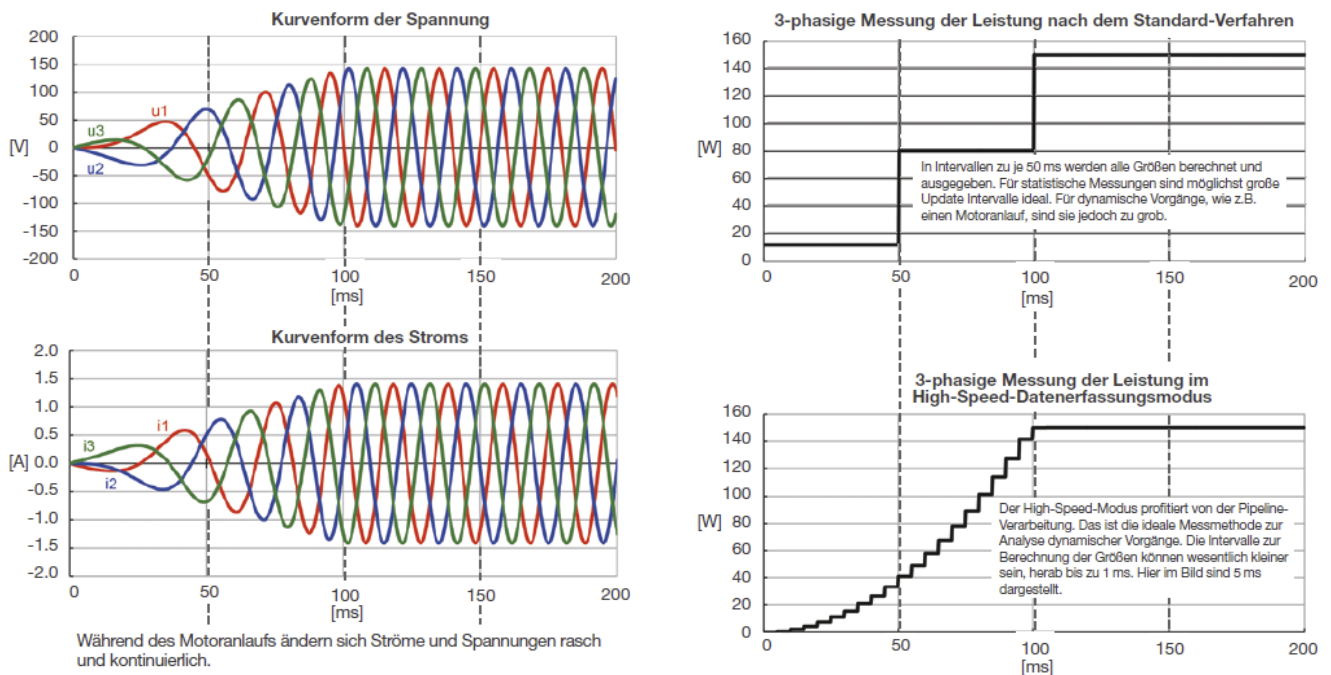 Kurvenform der Spannung
200
150
100
50
0
-50
-100
-150
-200
[V]
u1
u3
u2
0
50
100
150
200
[ms]
Kurvenform des Stroms
2.0
1.5
1.0
0.5
0.0
-0.5
-1.0
-1.5
-2.0
[A]
i1
i3
i2
0
50
100
150
200
[ms]
Während des Motoranlaufs ändern sich Ströme und Spannungen rasch
und kontinuierlich.
3-phasige Messung der Leistung nach dem Standard-Verfahren
160
140
120
100
80
60
40
20
0
[W]
In Intervallen zu je 50 ms werden alle Größen berechnet und
ausgegeben. Für statistische Messungen sind möglichst große
Update Intervalle ideal. Für dynamische Vorgänge, wie z.B.
einen Motoranlauf, sind sie jedoch zu grob.
0
50
100
150
200
[ms]
3-phasige Messung der Leistung im
High-Speed-Datenerfassungsmodus
160
140
120
100
80
60
40
20
0
[W]
Der High-Speed-Modus profitiert von der Pipeline-
Verarbeitung. Das ist die ideale Messmethode zur
Analyse dynamischer Vorgänge. Die Intervalle zur
Berechnung der Größen können wesentlich kleiner
sein, herab bis zu 1 ms. Hier im Bild sind 5 ms
dargestellt.
0
50
100
150
200
[ms]